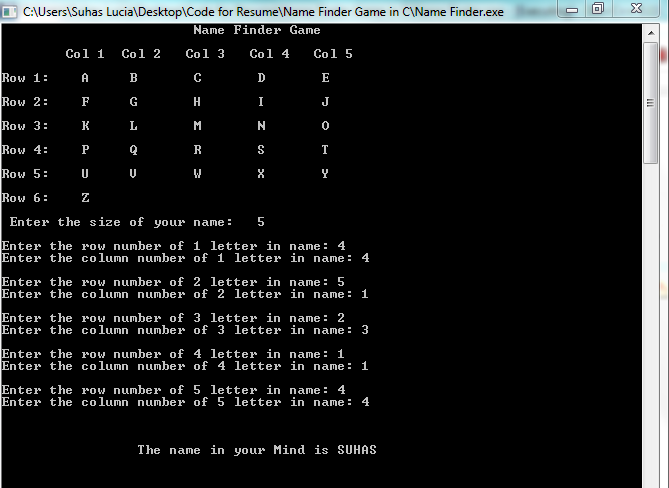 C:\Users\Suhas Lucia\Desktop\Code for Resume\Name Finder Game in C\Name Finder.exe
Name Finder Game
Col 1 Col 2 Col 3 Col 4 Col 5
Row 1: A B C D E
Row 2: F G H I J
Row 3: K L M N O
Row 4: P Q R S T
Row 5: U V W X Y
Row 6: Z
Enter the size of your name: 5
Enter the row number of 1 letter in name: 4
Enter the column number of 1 letter in name: 4
Enter the row number of 2 letter in name: 5
Enter the column number of 2 letter in name: 1
Enter the row number of 3 letter in name: 2
Enter the column number of 3 letter in name: 3
Enter the row number of 4 letter in name: 1
Enter the column number of 4 letter in name: 1
Enter the row number of 5 letter in name: 4
Enter the column number of 5 letter in name: 4
The name in your Mind is SUHAS